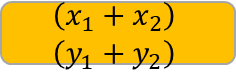 (x₁ + x₂)
(y₁ + y₂)